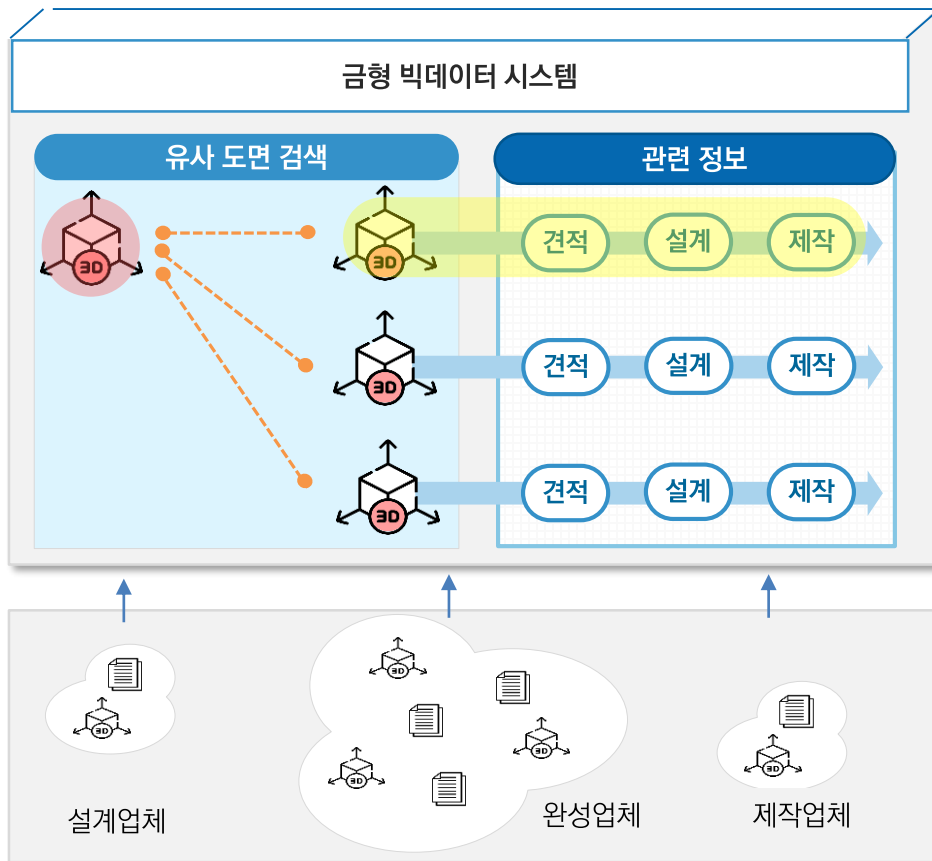 금형 빅데이터 시스템
유사 도면 검색
관련 정보
3D
3D
견적
설계
제작
3D
견적
설계
제작
3D
견적
설계
제작
3D
3D
3D
3D
3D
설계업체
완성업체
제작업체